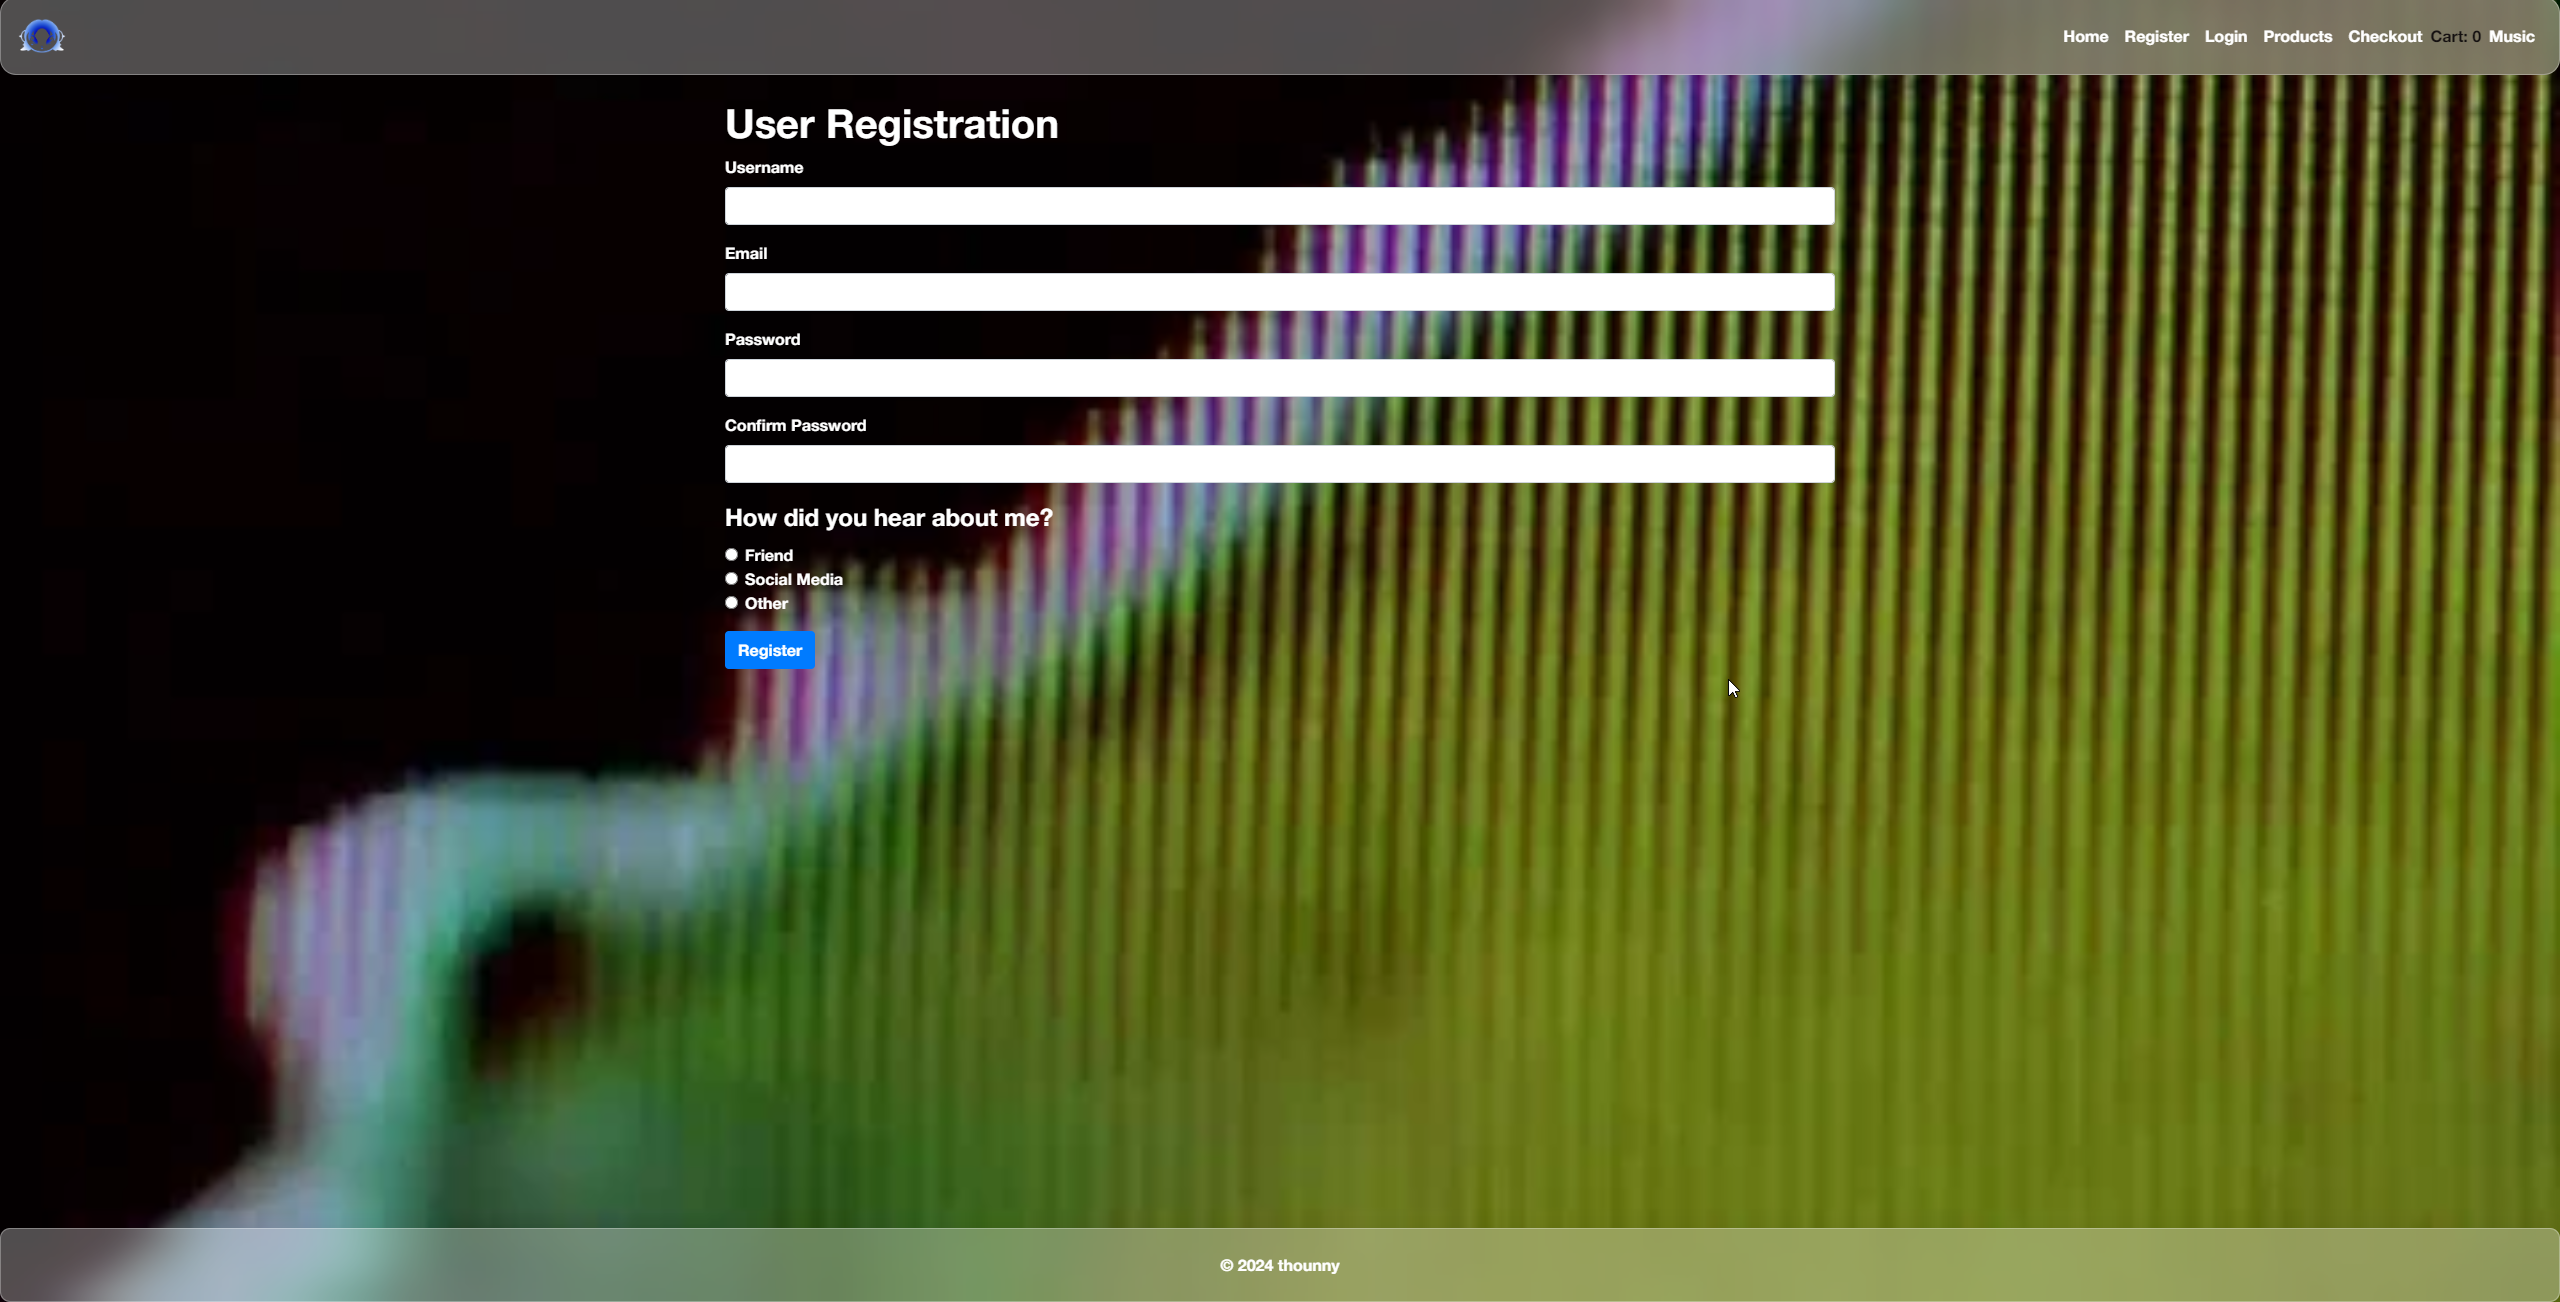 Home Register Login Products Checkout Cart: 0 Music
User Registration
Username
Email
Password
Confirm Password
How did you hear about me?
Friend
Social Media
Other
Register
© 2024 thounny